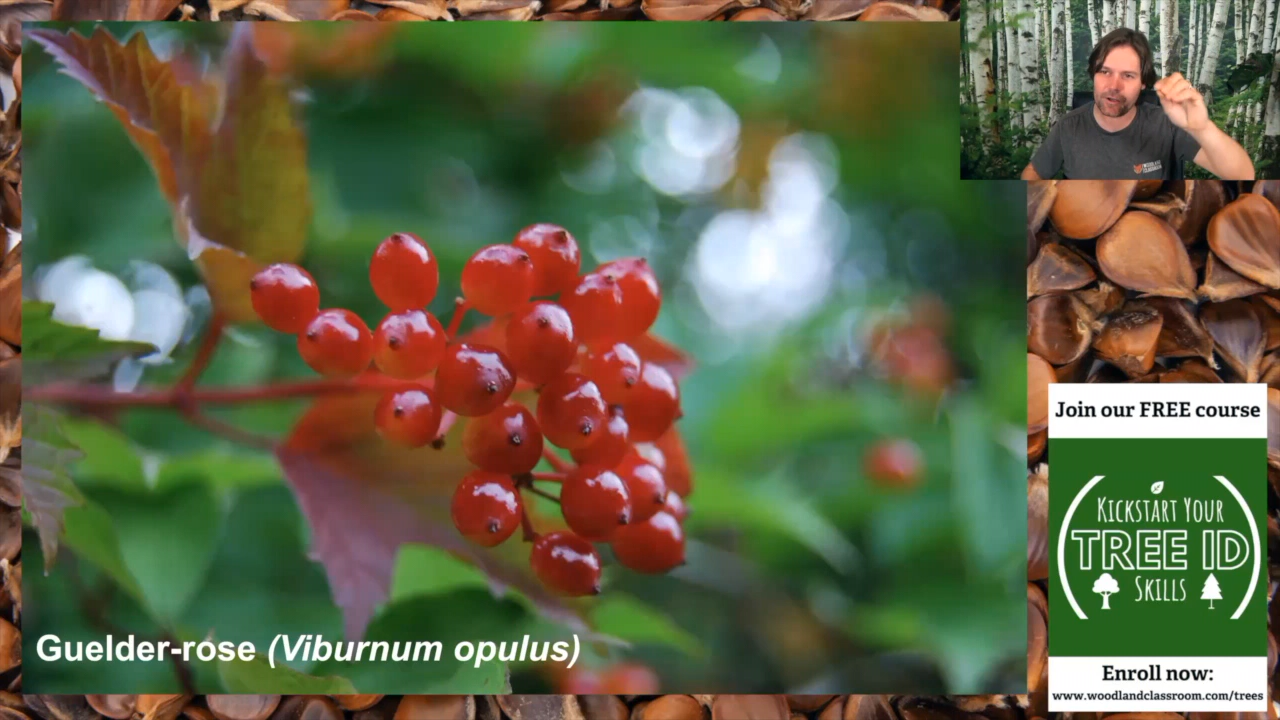 Join our FREE course
KICKSTART YOUR
TREE ID
SKILLS
Guelder-rose (Viburnum opulus)
Enroll now:
www.woodlandclassroom.com/trees